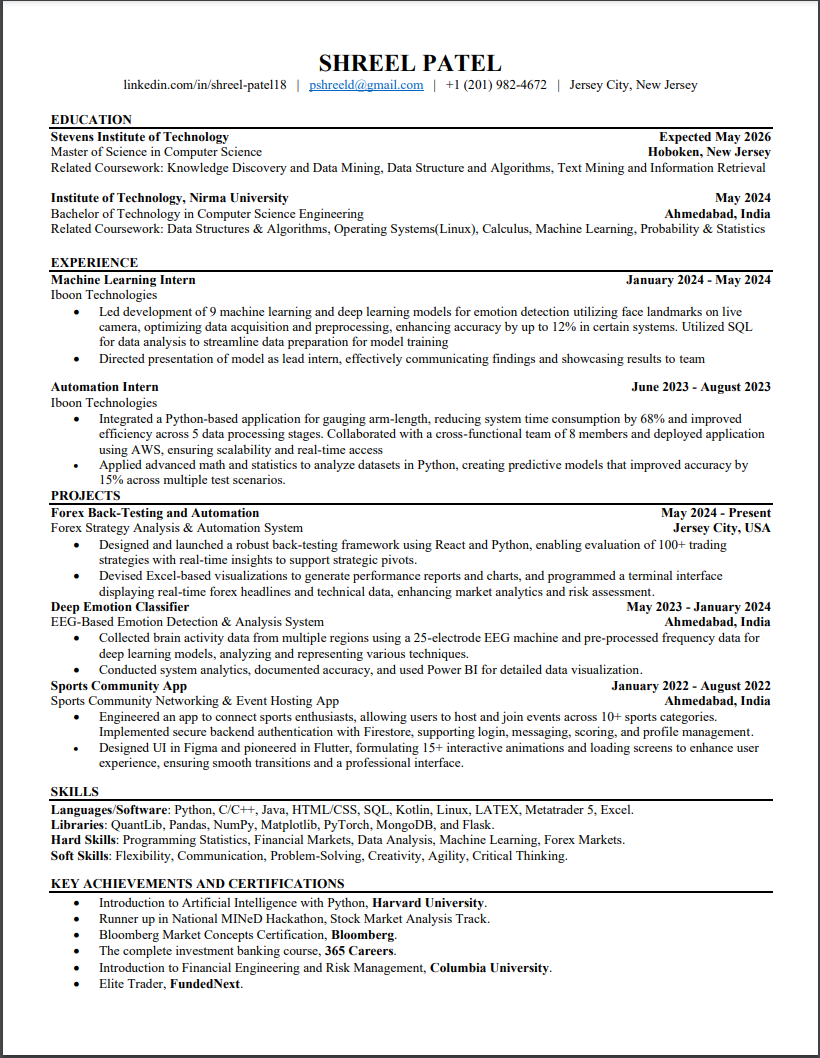 SHREEL PATEL
linkedin.com/in/shreel-patel18 | pshreeld@gmail.com | +1 (201) 982-4672 | Jersey City, New Jersey
EDUCATION
Stevens Institute of Technology Expected May 2026
Master of Science in Computer Science Hoboken, New Jersey
Related Coursework: Knowledge Discovery and Data Mining, Data Structure and Algorithms, Text Mining and Information Retrieval
Institute of Technology, Nirma University May 2024
Bachelor of Technology in Computer Science Engineering Ahmedabad, India
Related Coursework: Data Structures & Algorithms, Operating Systems(Linux), Calculus, Machine Learning, Probability & Statistics
EXPERIENCE
Machine Learning Intern January 2024 - May 2024
Iboon Technologies
• Led development of 9 machine learning and deep learning models for emotion detection utilizing face landmarks on live
camera, optimizing data acquisition and preprocessing, enhancing accuracy by up to 12% in certain systems. Utilized SQL
for data analysis to streamline data preparation for model training
• Directed presentation of model as lead intern, effectively communicating findings and showcasing results to team
Automation Intern June 2023 - August 2023
Iboon Technologies
• Integrated a Python-based application for gauging arm-length, reducing system time consumption by 68% and improved
efficiency across 5 data processing stages. Collaborated with a cross-functional team of 8 members and deployed application
using AWS, ensuring scalability and real-time access
• Applied advanced math and statistics to analyze datasets in Python, creating predictive models that improved accuracy by
15% across multiple test scenarios.
PROJECTS
Forex Back-Testing and Automation May 2024 - Present
Forex Strategy Analysis & Automation System Jersey City, USA
• Designed and launched a robust back-testing framework using React and Python, enabling evaluation of 100+ trading
strategies with real-time insights to support strategic pivots.
• Devised Excel-based visualizations to generate performance reports and charts, and programmed a terminal interface
displaying real-time forex headlines and technical data, enhancing market analytics and risk assessment.
Deep Emotion Classifier May 2023 - January 2024
EEG-Based Emotion Detection & Analysis System Ahmedabad, India
• Collected brain activity data from multiple regions using a 25-electrode EEG machine and pre-processed frequency data for
deep learning models, analyzing and representing various techniques.
• Conducted system analytics, documented accuracy, and used Power BI for detailed data visualization.
Sports Community App January 2022 - August 2022
Sports Community Networking & Event Hosting App Ahmedabad, India
• Engineered an app to connect sports enthusiasts, allowing users to host and join events across 10+ sports categories.
Implemented secure backend authentication with Firestore, supporting login, messaging, scoring, and profile management.
• Designed UI in Figma and pioneered in Flutter, formulating 15+ interactive animations and loading screens to enhance user
experience, ensuring smooth transitions and a professional interface.
SKILLS
Languages/Software: Python, C/C++, Java, HTML/CSS, SQL, Kotlin, Linux, LATEX, Metatrader 5, Excel.
Libraries: QuantLib, Pandas, NumPy, Matplotlib, PyTorch, MongoDB, and Flask.
Hard Skills: Programming Statistics, Financial Markets, Data Analysis, Machine Learning, Forex Markets.
Soft Skills: Flexibility, Communication, Problem-Solving, Creativity, Agility, Critical Thinking.
KEY ACHIEVEMENTS AND CERTIFICATIONS
• Introduction to Artificial Intelligence with Python, Harvard University.
• Runner up in National MINeD Hackathon, Stock Market Analysis Track.
• Bloomberg Market Concepts Certification, Bloomberg.
• The complete investment banking course, 365 Careers.
• Introduction to Financial Engineering and Risk Management, Columbia University.
• Elite Trader, FundedNext.